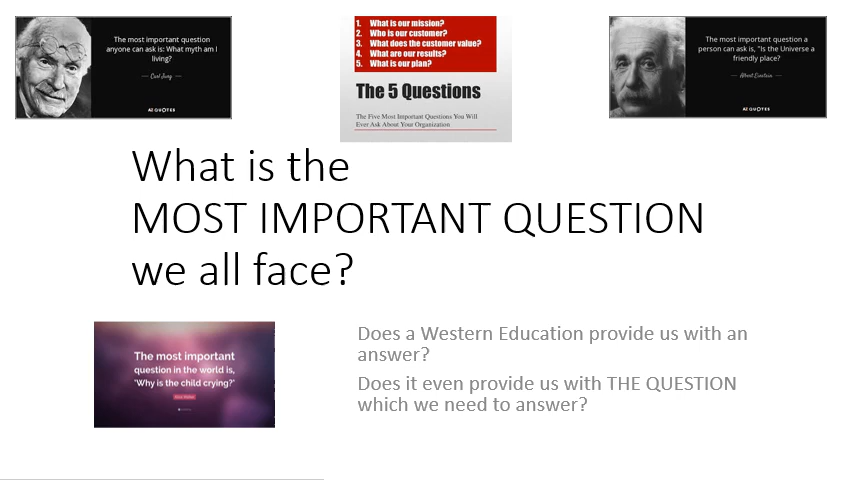 The most important question
anyone can ask is: What myth am I
living?
Carl Jung
AZ QUOTES
1. What is our mission?
2. Who is our customer?
3. What does the customer value?
4. What are our results?
5. What is our plan?
The 5 Questions
The Five Most Important Questions You Will
Ever Ask About Your Organization
The most important question a
person can ask is, "Is the Universe a
friendly place?
Albert Einstein
AZ QUOTES
What is the
MOST IMPORTANT QUESTION
we all face?
The most important
question in the world is,
'Why is the child crying?'
Does a Western Education provide us with an
answer?
Does it even provide us with THE QUESTION
which we need to answer?